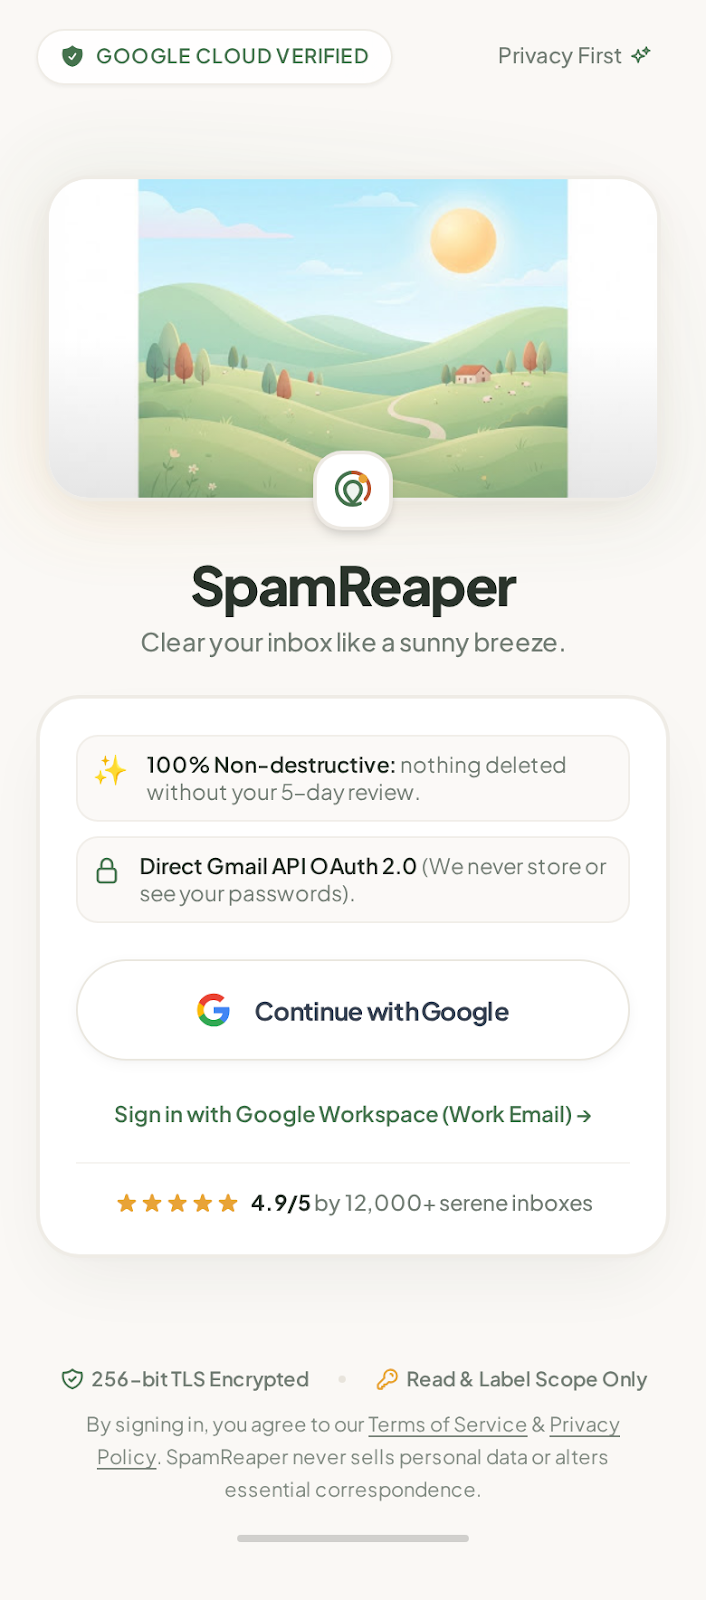 GOOGLE CLOUD VERIFIED
Privacy First
SpamReaper
Clear your inbox like a sunny breeze.
100% Non-destructive: nothing deleted
without your 5-day review.
Direct Gmail API OAuth 2.0 (We never store or
see your passwords).
Continue with Google
Sign in with Google Workspace (Work Email) →
4.9/5 by 12,000+ serene inboxes
256-bit TLS Encrypted
Read & Label Scope Only
By signing in, you agree to our Terms of Service & Privacy
Policy. SpamReaper never sells personal data or alters
essential correspondence.